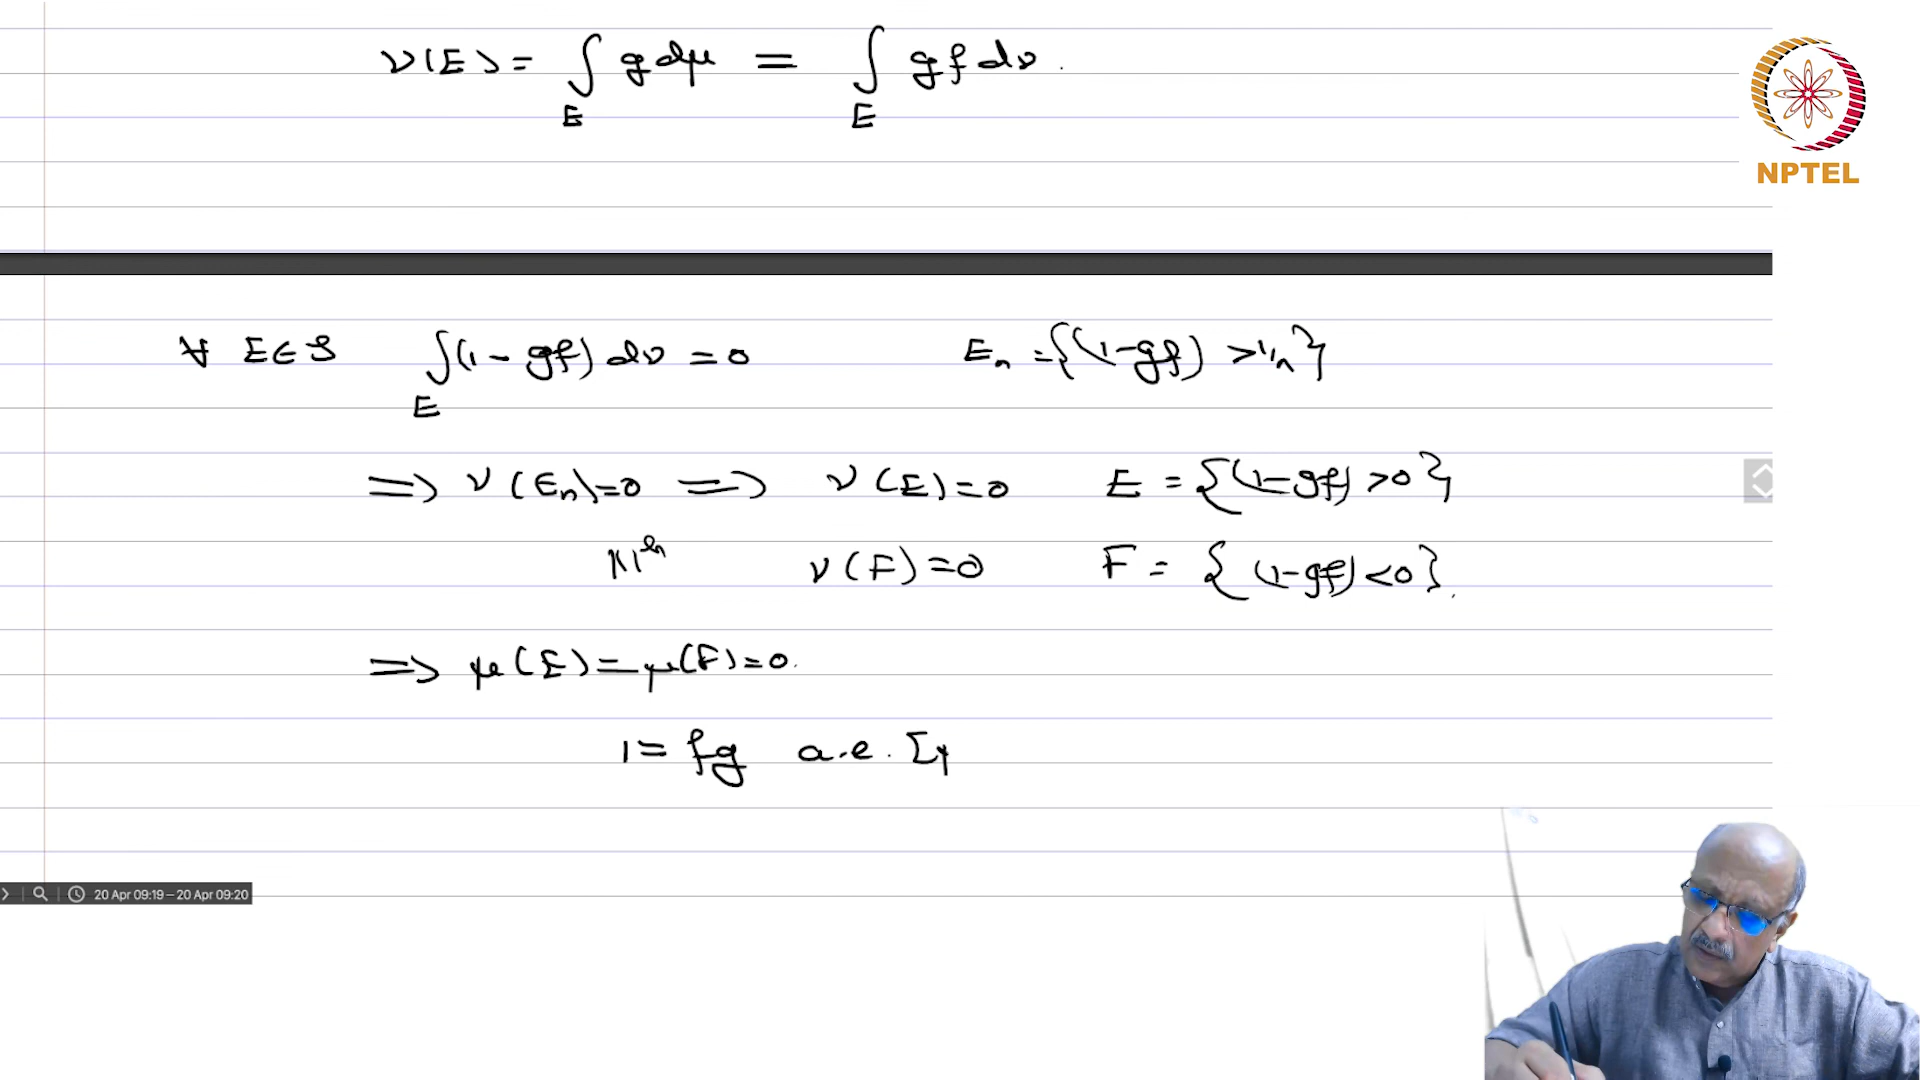 ν(E) = ∫_E g dμ = ∫_E gf dν.
NPTEL
∀ E∈S ∫_E (1-gf) dν = 0 E_n = {(1-gf) > 1/n}
⇒ ν(E_n)=0 ⇒ ν(E)=0 E = {(1-gf) >0}
|||ly ν(F)=0 F = {(1-gf)<0}.
⇒ μ(E)=μ(F)=0.
1 = fg a.e. [
20 Apr 09:19 – 20 Apr 09:20